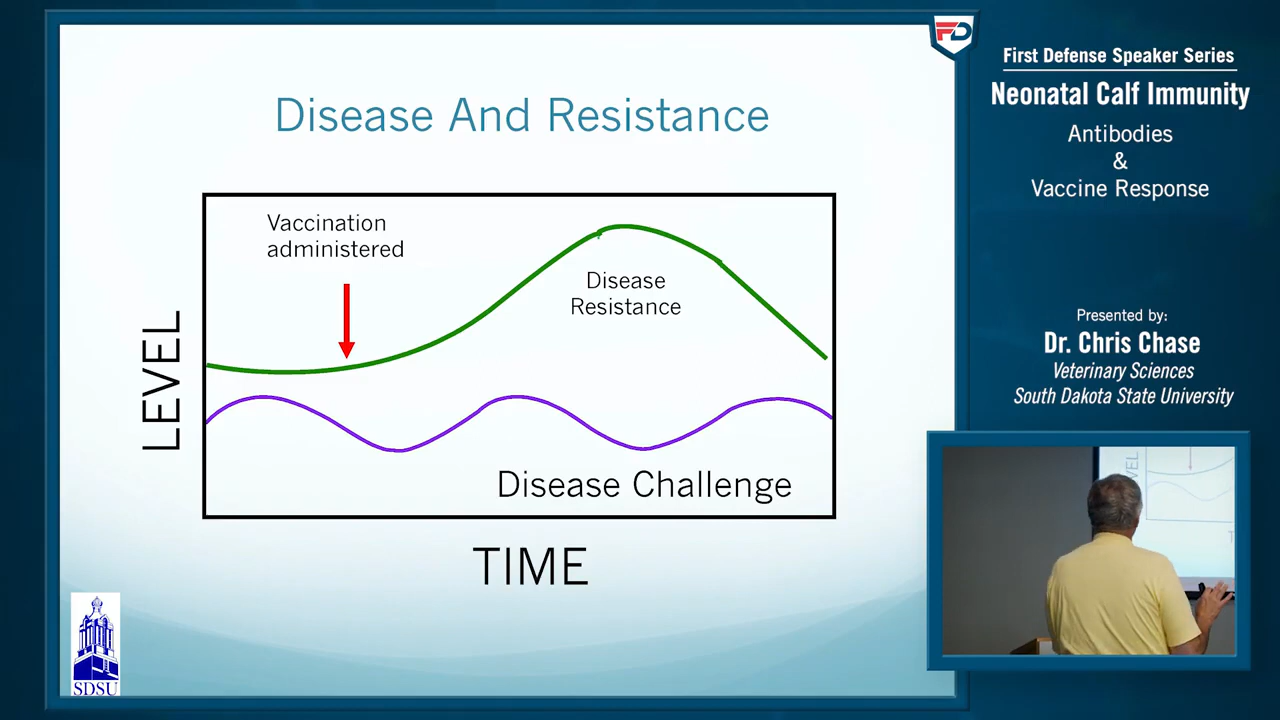 Disease And Resistance
Vaccination
administered
Disease
Resistance
LEVEL
Disease Challenge
TIME
SDSU
FD
First Defense Speaker Series
Neonatal Calf Immunity
Antibodies
&
Vaccine Response
Presented by:
Dr. Chris Chase
Veterinary Sciences
South Dakota State University